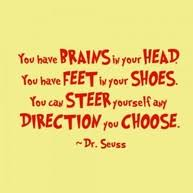 You have BRAINS in your HEAD.
You have FEET in your SHOES.
You can STEER yourself any
DIRECTION you CHOOSE.
~ Dr. Seuss